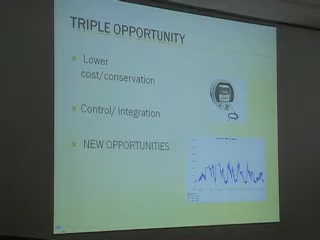 TRIPLE OPPORTUNITY
Lower
cost/conservation
Control/ Integration
NEW OPPORTUNITIES